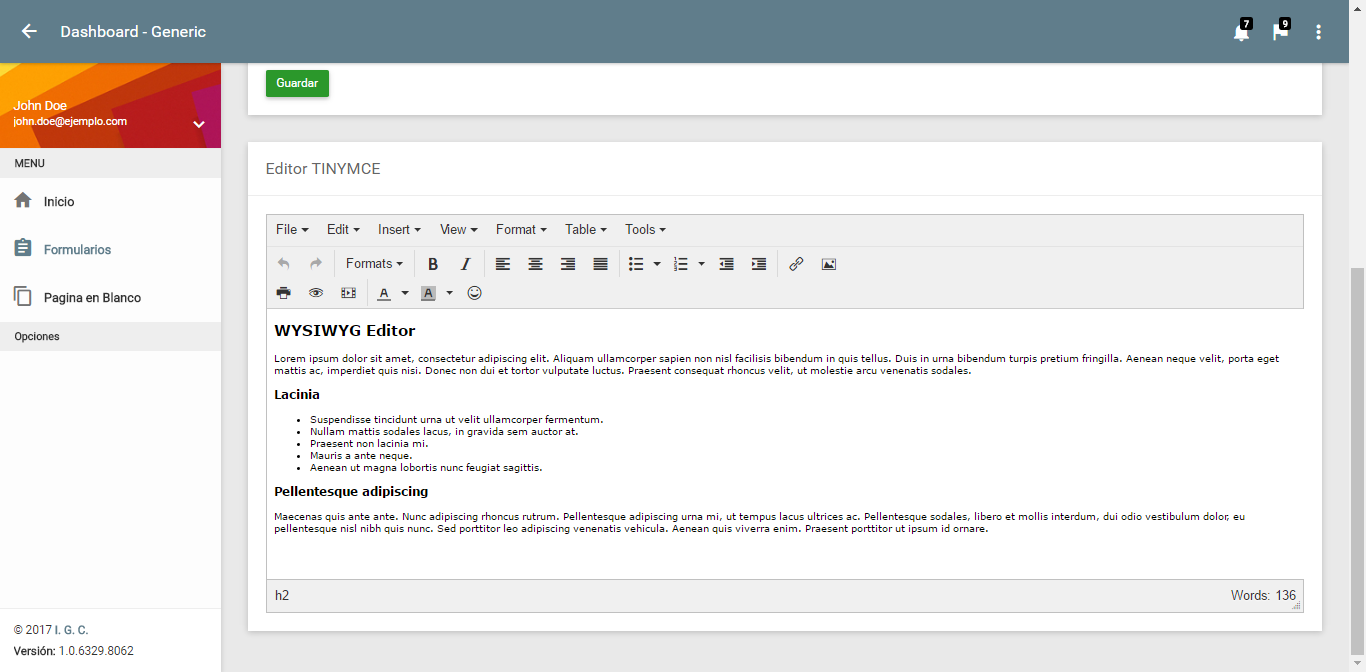 Dashboard - Generic
7
9
John Doe
john.doe@ejemplo.com
MENU
Inicio
Formularios
Pagina en Blanco
Opciones
© 2017 I. G. C.
Versión: 1.0.6329.8062
Guardar
Editor TINYMCE
File Edit Insert View Format Table Tools
Formats B I
A A
WYSIWYG Editor
Lorem ipsum dolor sit amet, consectetur adipiscing elit. Aliquam ullamcorper sapien non nisl facilisis bibendum in quis tellus. Duis in urna bibendum turpis pretium fringilla. Aenean neque velit, porta eget
mattis ac, imperdiet quis nisi. Donec non dui et tortor vulputate luctus. Praesent consequat rhoncus velit, ut molestie arcu venenatis sodales.
Lacinia
• Suspendisse tincidunt urna ut velit ullamcorper fermentum.
• Nullam mattis sodales lacus, in gravida sem auctor at.
• Praesent non lacinia mi.
• Mauris a ante neque.
• Aenean ut magna lobortis nunc feugiat sagittis.
Pellentesque adipiscing
Maecenas quis ante ante. Nunc adipiscing rhoncus rutrum. Pellentesque adipiscing urna mi, ut tempus lacus ultrices ac. Pellentesque sodales, libero et mollis interdum, dui odio vestibulum dolor, eu
pellentesque nisl nibh quis nunc. Sed porttitor leo adipiscing venenatis vehicula. Aenean quis viverra enim. Praesent porttitor ut ipsum id ornare.
h2
Words: 136